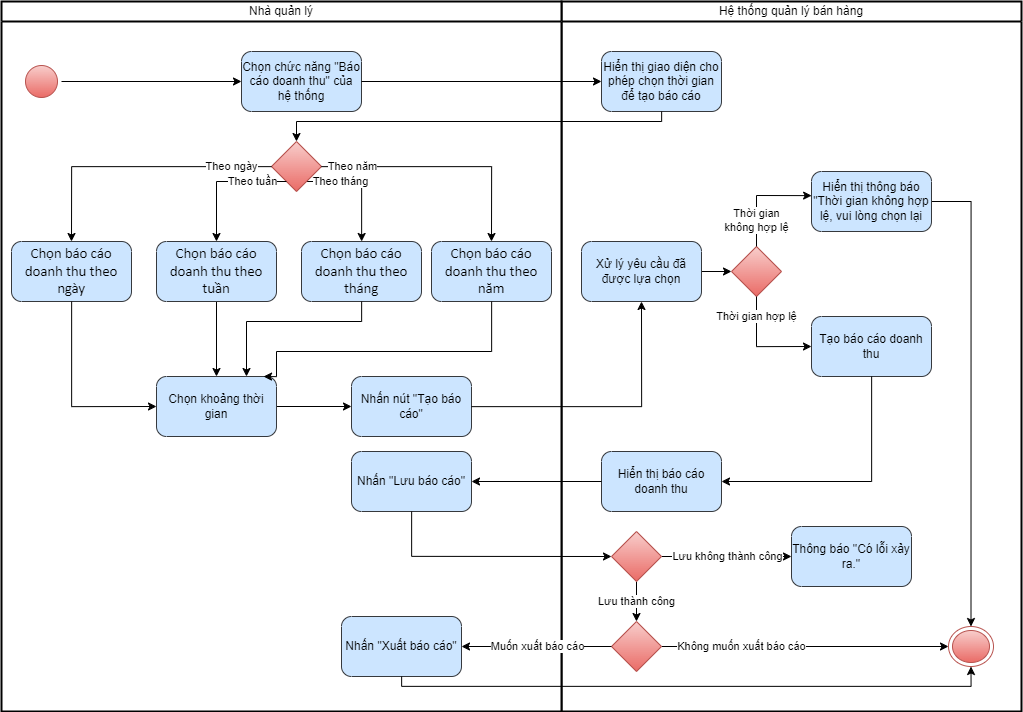 Nhà quản lý
Hệ thống quản lý bán hàng
Chọn chức năng "Báo
cáo doanh thu" của
hệ thống
Hiển thị giao diện cho
phép chọn thời gian
để tạo báo cáo
Theo ngày
Theo năm
Theo tuần
Theo tháng
Chọn báo cáo
doanh thu theo
ngày
Chọn báo cáo
doanh thu theo
tuần
Chọn báo cáo
doanh thu theo
tháng
Chọn báo cáo
doanh thu theo
năm
Xử lý yêu cầu đã
được lựa chọn
Thời gian
không hợp lệ
Hiển thị thông báo
"Thời gian không hợp
lệ, vui lòng chọn lại
Thời gian hợp lệ
Tạo báo cáo doanh
thu
Chọn khoảng thời
gian
Nhấn nút "Tạo báo
cáo"
Nhấn "Lưu báo cáo"
Hiển thị báo cáo
doanh thu
Lưu không thành công
Thông báo "Có lỗi xảy
ra."
Lưu thành công
Nhấn "Xuất báo cáo"
Muốn xuất báo cáo
Không muốn xuất báo cáo